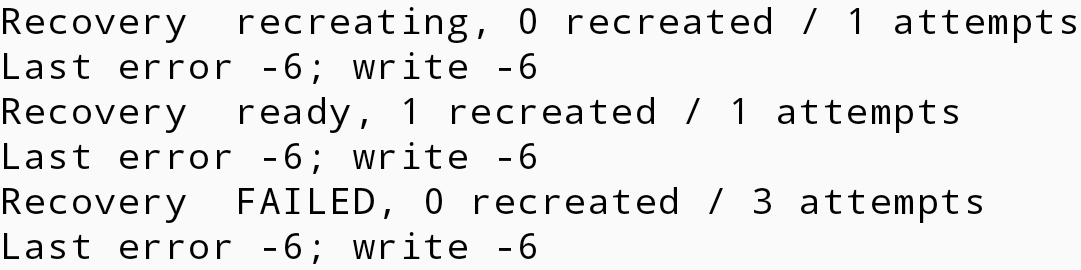 Recovery  recreating, 0 recreated / 1 attempts
Last error -6; write -6
Recovery  ready, 1 recreated / 1 attempts
Last error -6; write -6
Recovery  FAILED, 0 recreated / 3 attempts
Last error -6; write -6